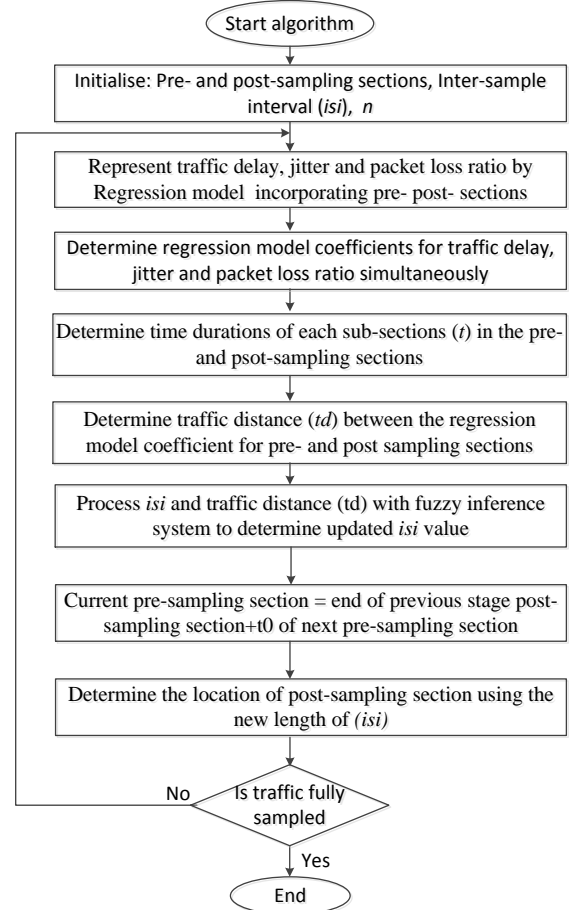 Start algorithm
Initialise: Pre- and post-sampling sections, Inter-sample
interval (isi), n
Represent traffic delay, jitter and packet loss ratio by
Regression model incorporating pre- post- sections
Determine regression model coefficients for traffic delay,
jitter and packet loss ratio simultaneously
Determine time durations of each sub-sections (t) in the pre-
and psot-sampling sections
Determine traffic distance (td) between the regression
model coefficient for pre- and post sampling sections
Process isi and traffic distance (td) with fuzzy inference
system to determine updated isi value
Current pre-sampling section = end of previous stage post-
sampling section+t0 of next pre-sampling section
Determine the location of post-sampling section using the
new length of (isi)
No
Is traffic fully
sampled
Yes
End